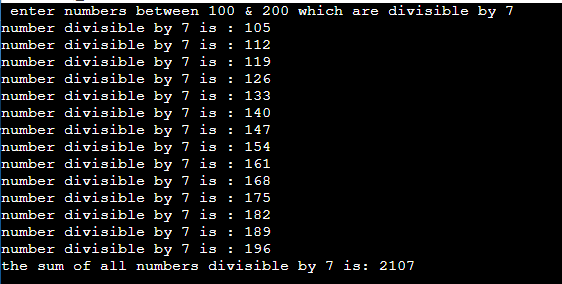 enter numbers between 100 & 200 which are divisible by 7
number divisible by 7 is : 105
number divisible by 7 is : 112
number divisible by 7 is : 119
number divisible by 7 is : 126
number divisible by 7 is : 133
number divisible by 7 is : 140
number divisible by 7 is : 147
number divisible by 7 is : 154
number divisible by 7 is : 161
number divisible by 7 is : 168
number divisible by 7 is : 175
number divisible by 7 is : 182
number divisible by 7 is : 189
number divisible by 7 is : 196
the sum of all numbers divisible by 7 is: 2107